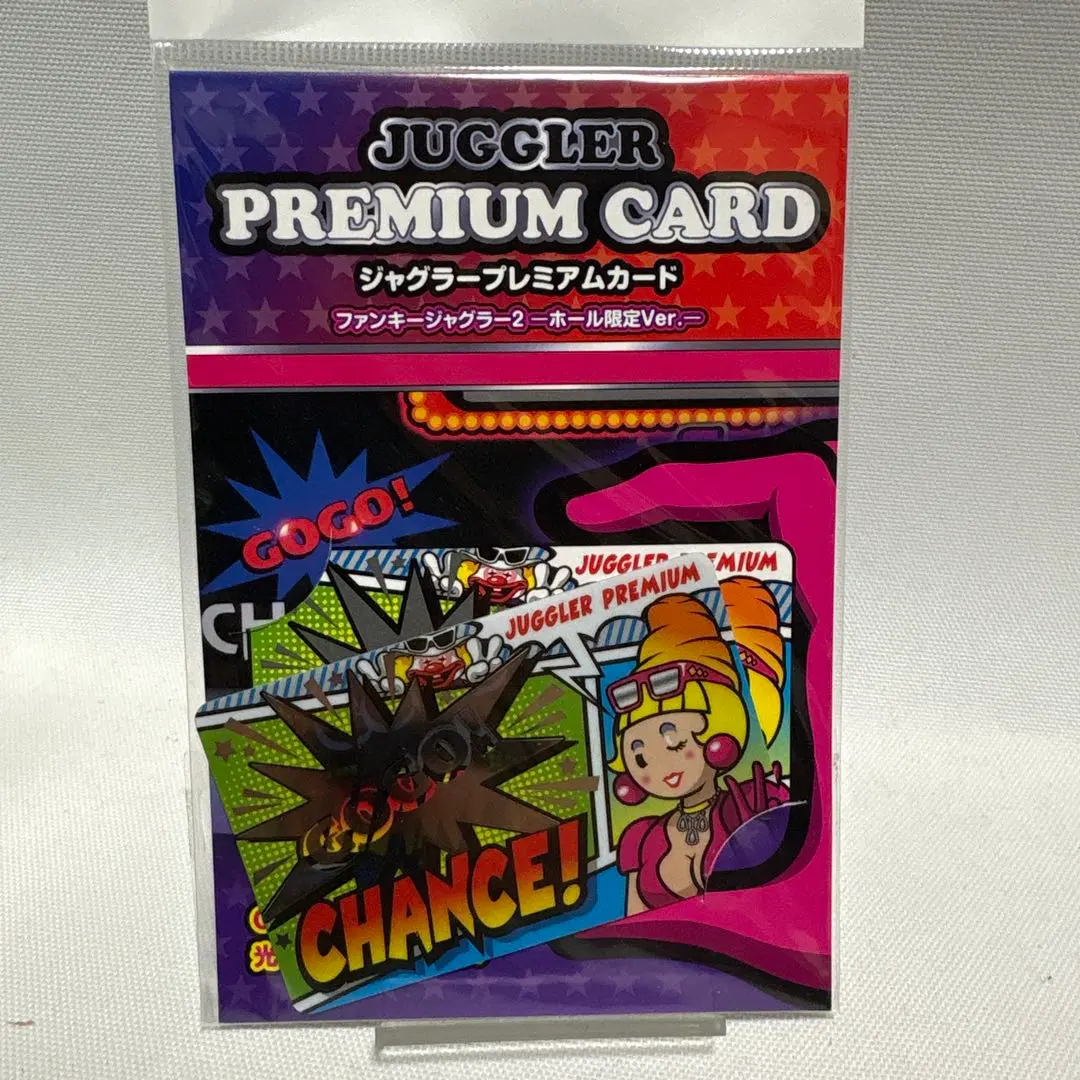 JUGGLER
PREMIUM CARD
ジャグラープレミアムカード
ファンキージャグラー2 ーホール限定Ver.ー
GOGO!
CH
JUGGLER PREMIUM
JUGGLER PREMIUM
CHANCE!
光